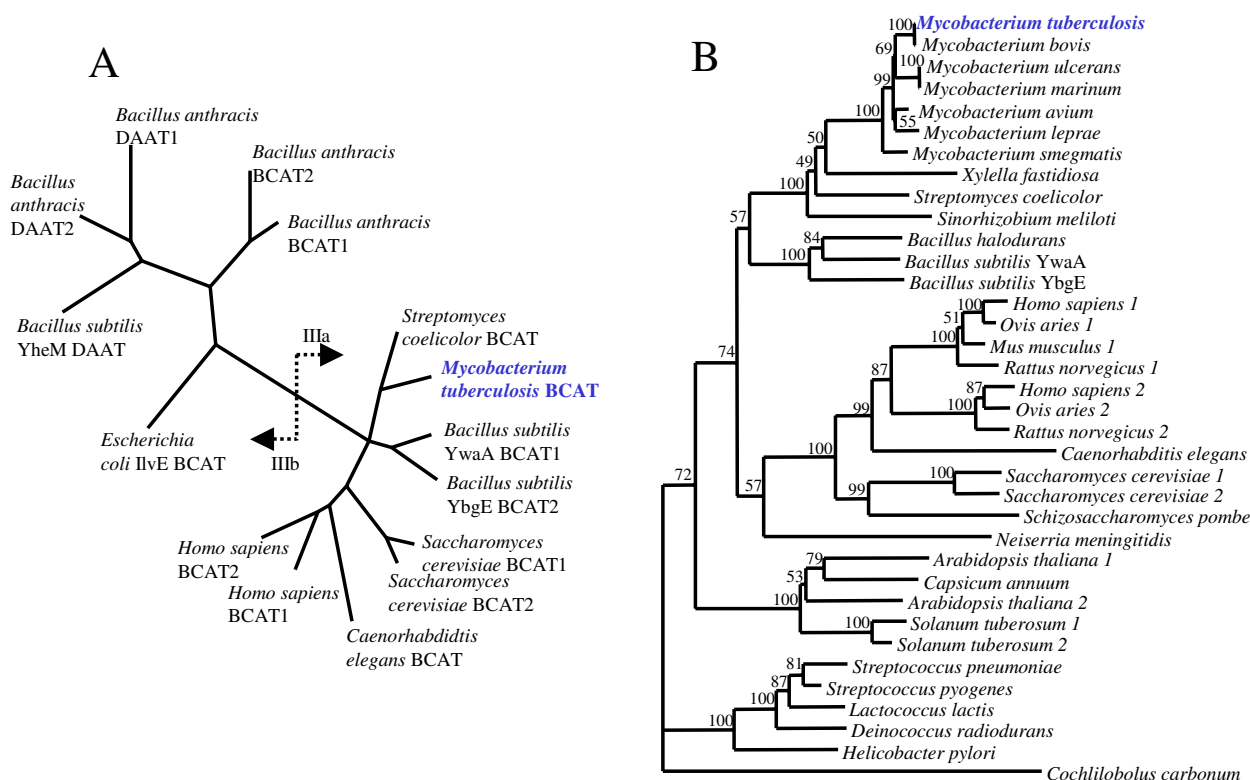 A
Bacillus anthracis
DAAT1
Bacillus anthracis
BCAT2
Bacillus
anthracis
DAAT2
Bacillus anthracis
BCAT1
Bacillus subtilis
YheM DAAT
Streptomyces
coelicolor BCAT
IIIa
Mycobacterium
tuberculosis BCAT
Escherichia
coli IlvE BCAT
IIIb
Bacillus subtilis
YwaA BCAT1
Bacillus subtilis
YbgE BCAT2
Homo sapiens
BCAT2
Saccharomyces
cerevisiae BCAT1
Homo sapiens
BCAT1
Saccharomyces
cerevisiae BCAT2
Caenorhabdidtis
elegans BCAT
B
100 Mycobacterium tuberculosis
69 Mycobacterium bovis
100 Mycobacterium ulcerans
99 Mycobacterium marinum
100 Mycobacterium avium
55 Mycobacterium leprae
50 Mycobacterium smegmatis
49 Xylella fastidiosa
100 Streptomyces coelicolor
57 Sinorhizobium meliloti
84 Bacillus halodurans
100 Bacillus subtilis YwaA
Bacillus subtilis YbgE
100 Homo sapiens 1
51 Ovis aries 1
100 Mus musculus 1
74 Rattus norvegicus 1
87 87 Homo sapiens 2
99 100 Ovis aries 2
Rattus norvegicus 2
100 Caenorhabditis elegans
100 Saccharomyces cerevisiae 1
72 57 99 Saccharomyces cerevisiae 2
Schizosaccharomyces pombe
Neiserria meningitidis
79 Arabidopsis thaliana 1
53 Capsicum annuum
100 Arabidopsis thaliana 2
100 Solanum tuberosum 1
Solanum tuberosum 2
81 Streptococcus pneumoniae
87 Streptococcus pyogenes
100 Lactococcus lactis
100 Deinococcus radiodurans
Helicobacter pylori
Cochlilobolus carbonum